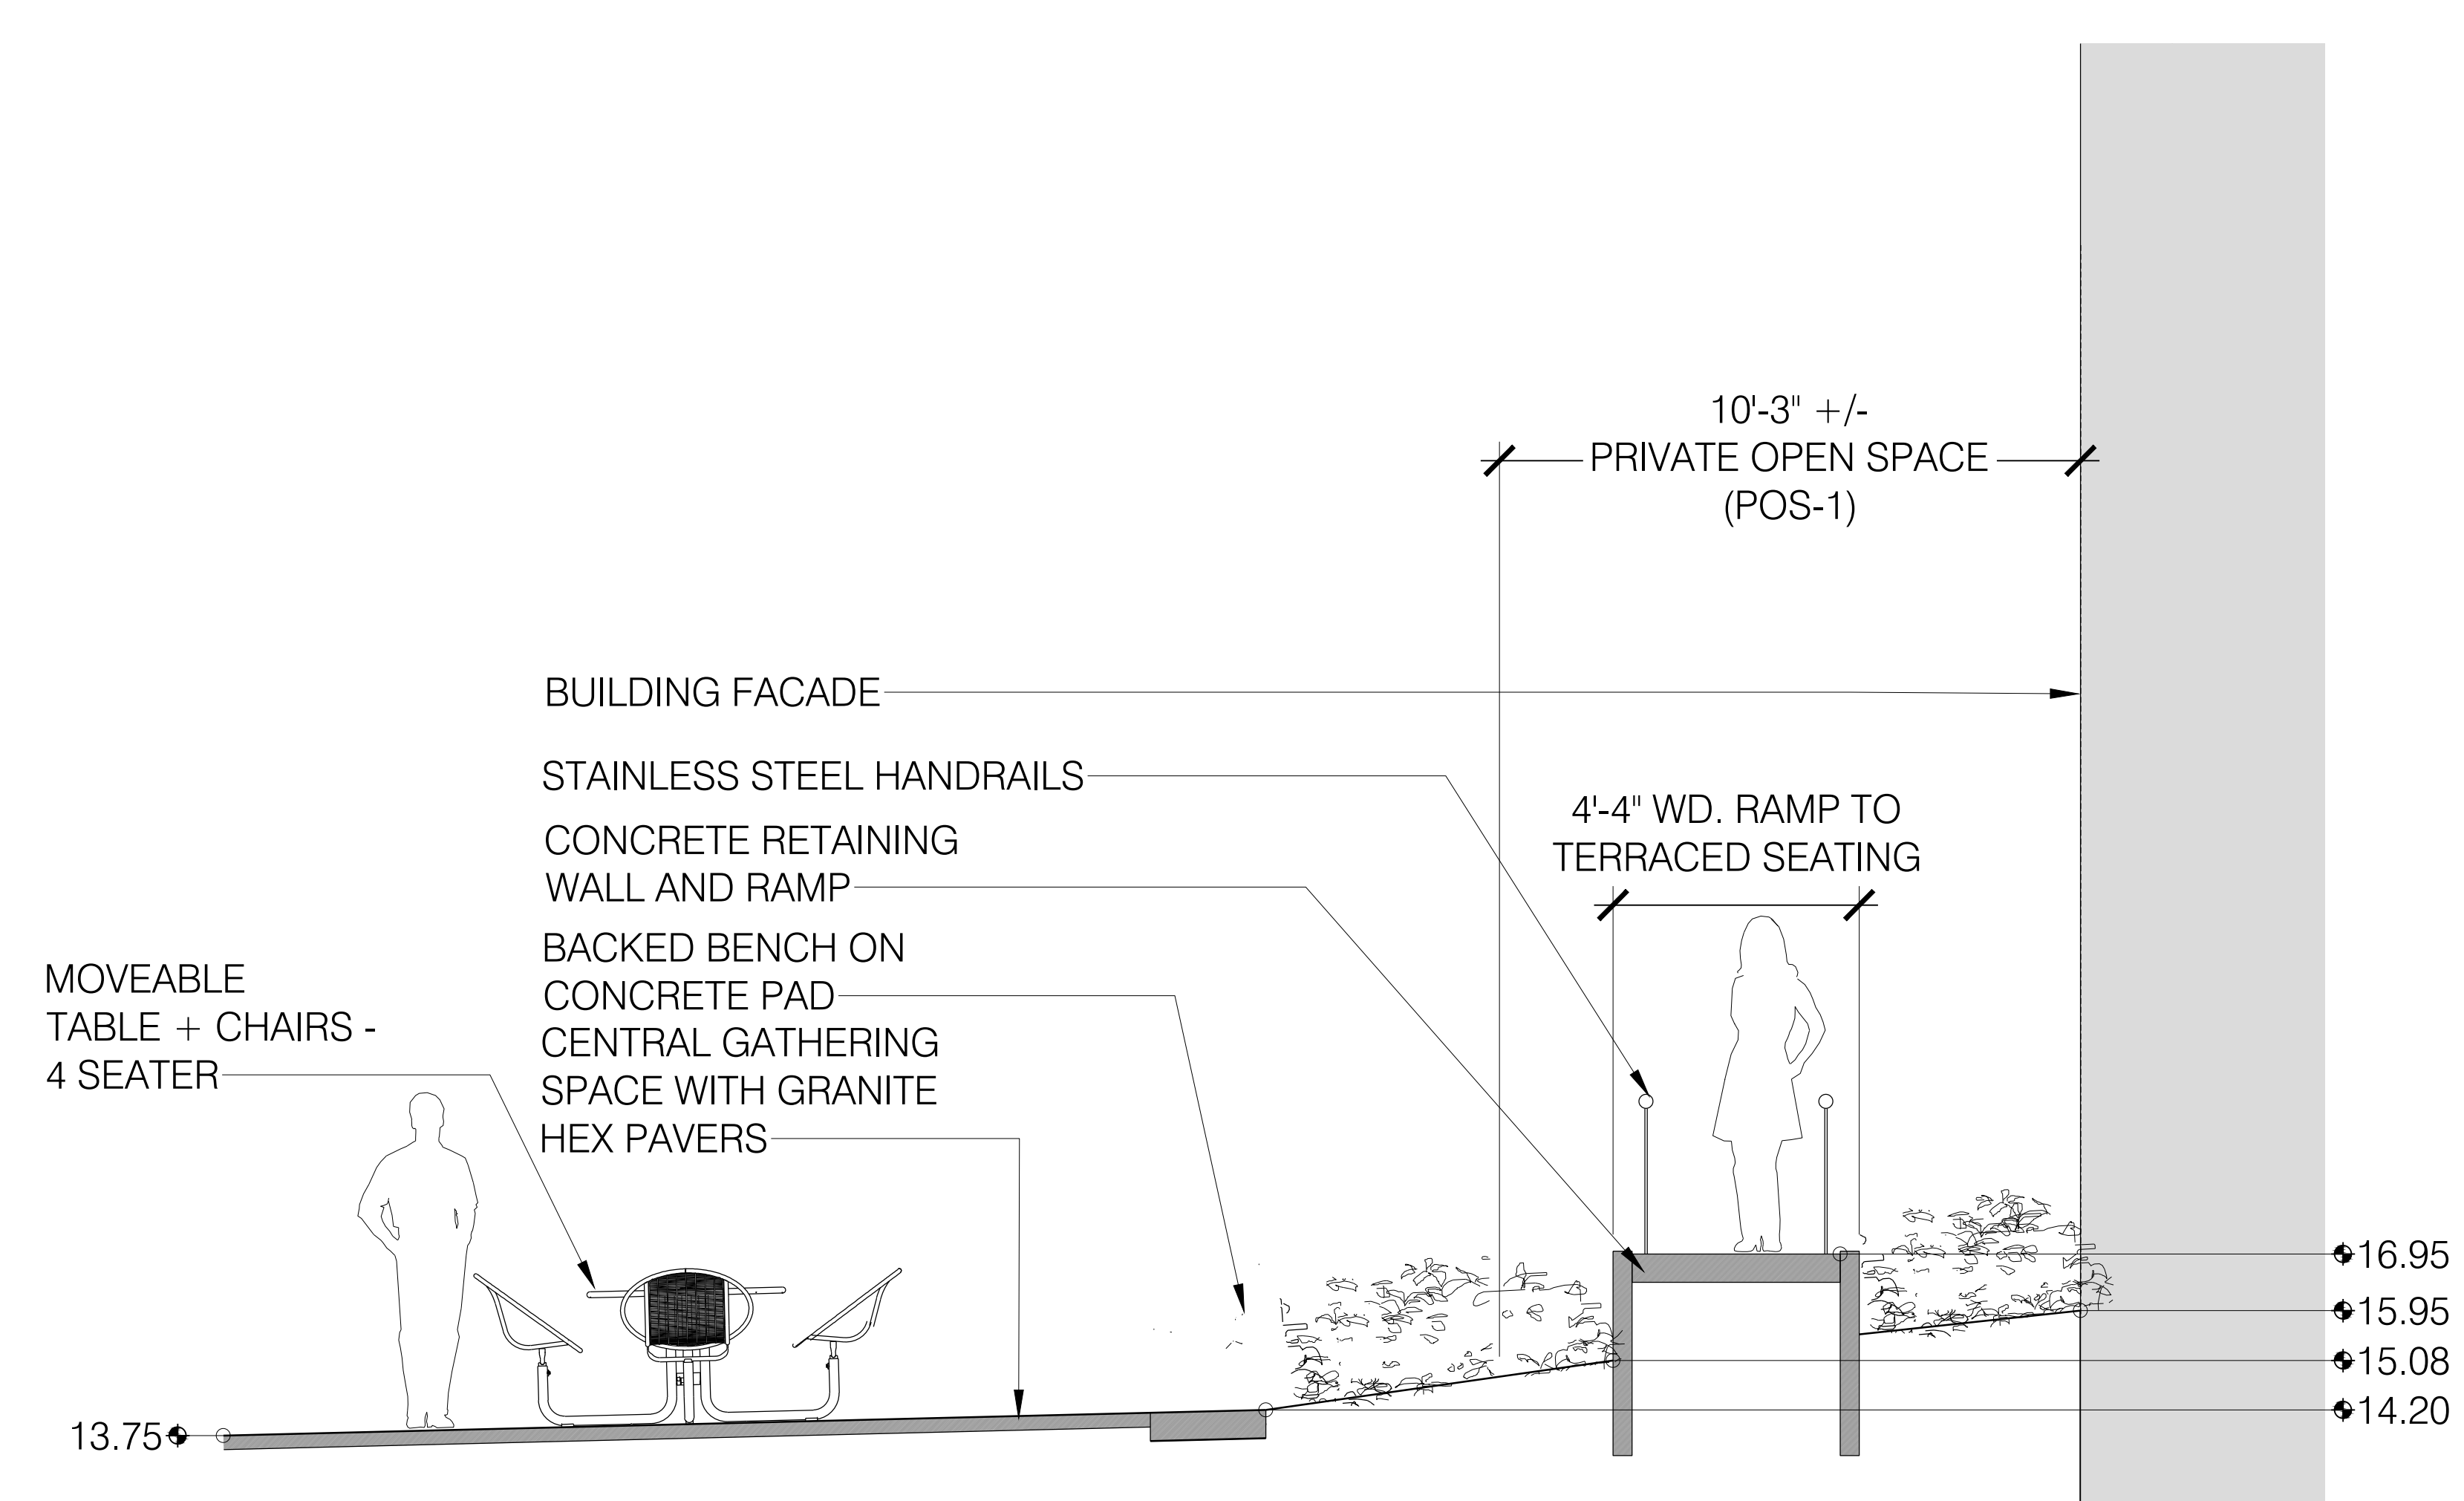 10'-3" +/-
PRIVATE OPEN SPACE
(POS-1)
BUILDING FACADE
STAINLESS STEEL HANDRAILS
CONCRETE RETAINING
WALL AND RAMP
4'-4" WD. RAMP TO
TERRACED SEATING
BACKED BENCH ON
CONCRETE PAD
CENTRAL GATHERING
SPACE WITH GRANITE
HEX PAVERS
MOVEABLE
TABLE + CHAIRS -
4 SEATER
13.75
16.95
15.95
15.08
14.20